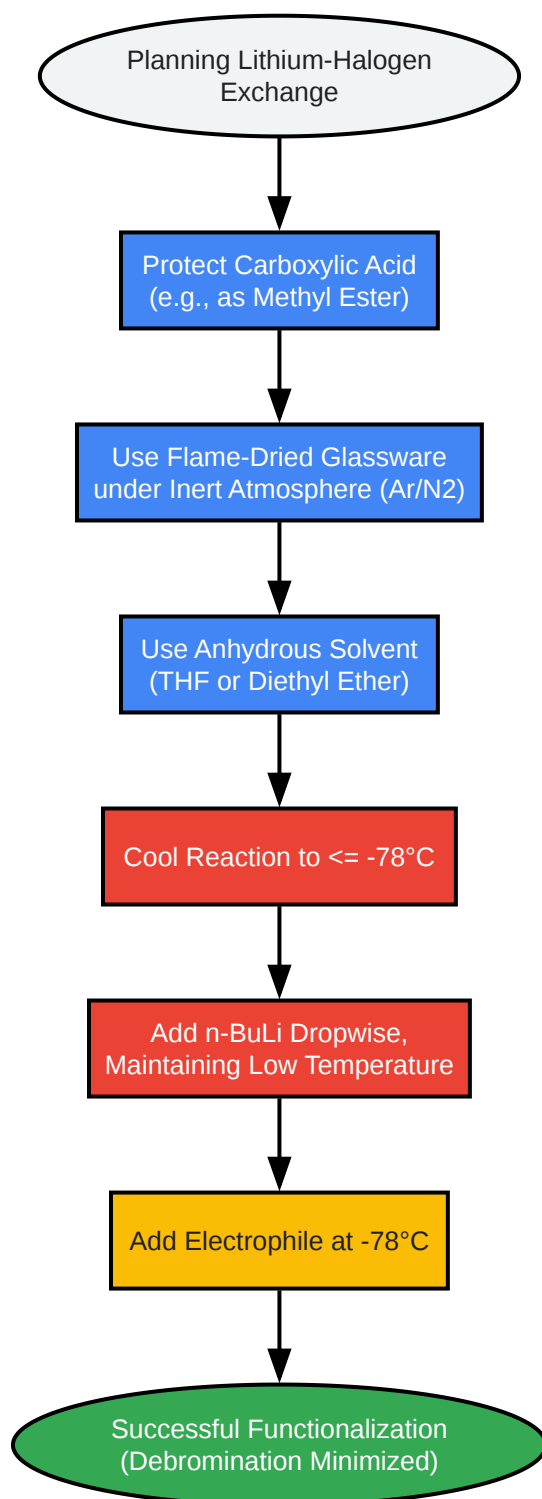 Planning Lithium-Halogen
Exchange
Protect Carboxylic Acid
(e.g., as Methyl Ester)
Use Flame-Dried Glassware
under Inert Atmosphere (Ar/N2)
Use Anhydrous Solvent
(THF or Diethyl Ether)
Cool Reaction to <= -78°C
Add n-BuLi Dropwise,
Maintaining Low Temperature
Add Electrophile at -78°C
Successful Functionalization
(Debromination Minimized)